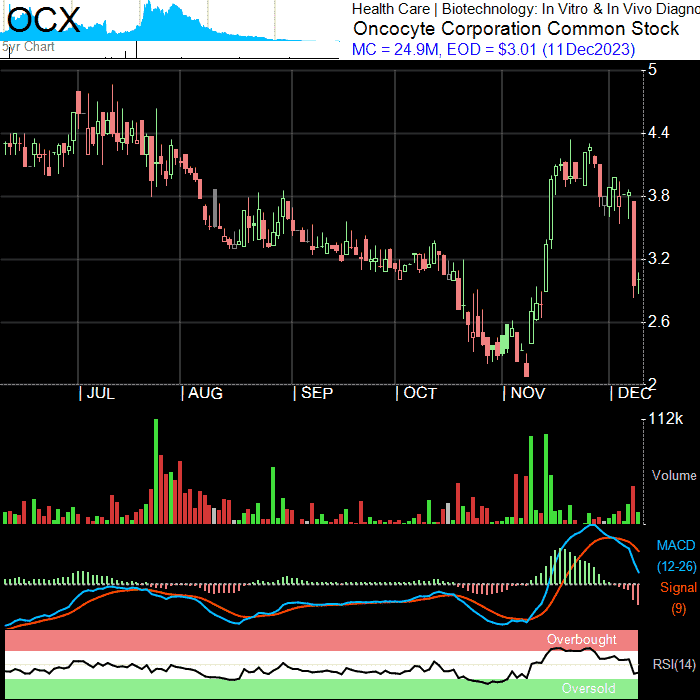 OCX
5yr Chart
Health Care | Biotechnology: In Vitro & In Vivo Diagno
Oncocyte Corporation Common Stock
MC = 24.9M, EOD = $3.01 (11Dec2023)
5
4.4
3.8
3.2
2.6
2
| JUL | AUG | SEP | OCT | NOV | DEC
112k
Volume
MACD
(12-26)
Signal
(9)
Overbought
RSI(14)
Oversold